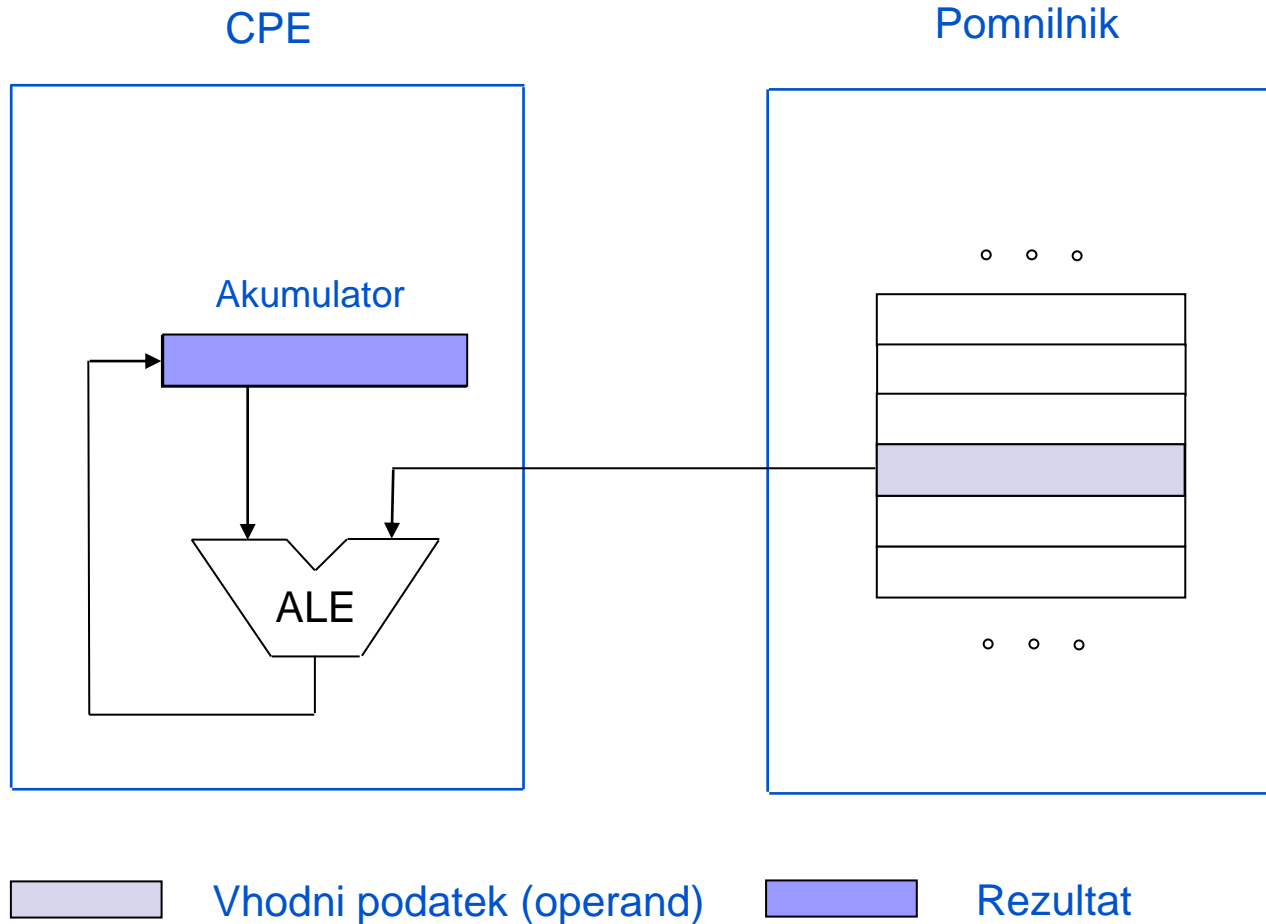 CPE
Pomnilnik
Akumulator
ALE
Vhodni podatek (operand)
Rezultat